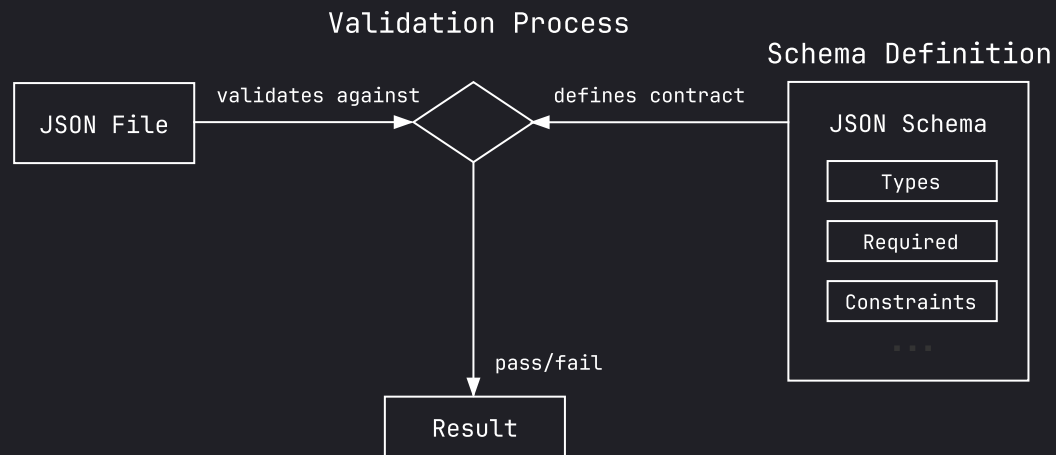 Validation Process
Schema Definition
validates against
defines contract
JSON File
JSON Schema
Types
Required
Constraints
...
pass/fail
Result